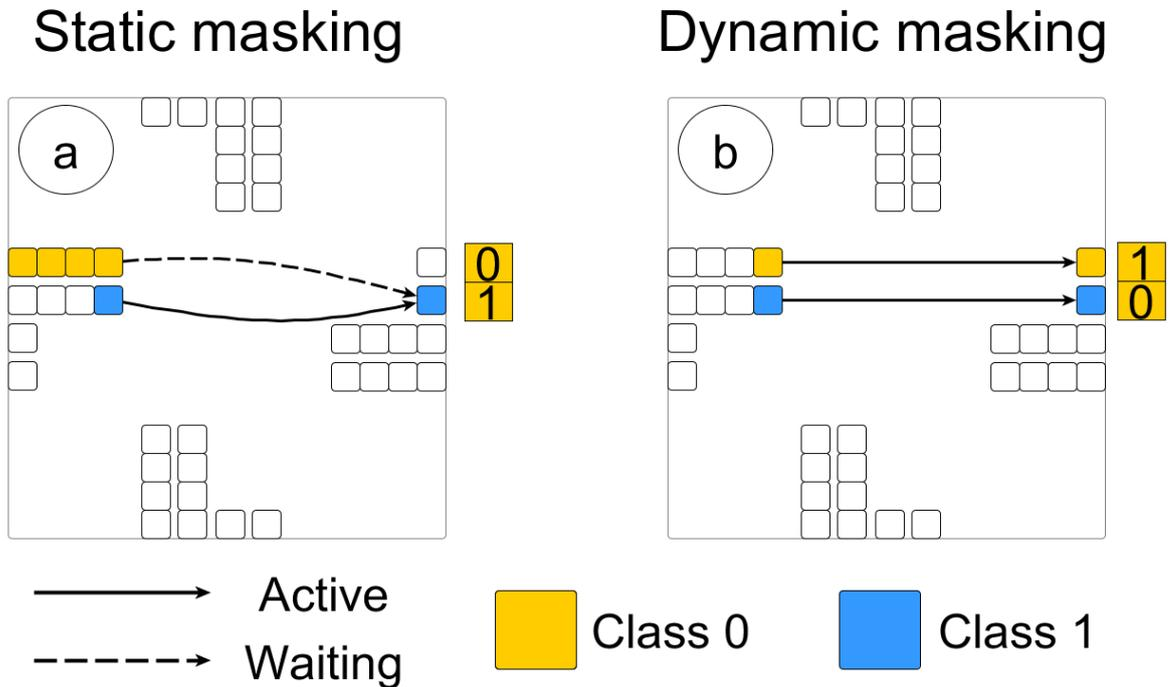 Static masking
Dynamic masking
a
b
0
1
1
0
Active
Waiting
Class 0
Class 1